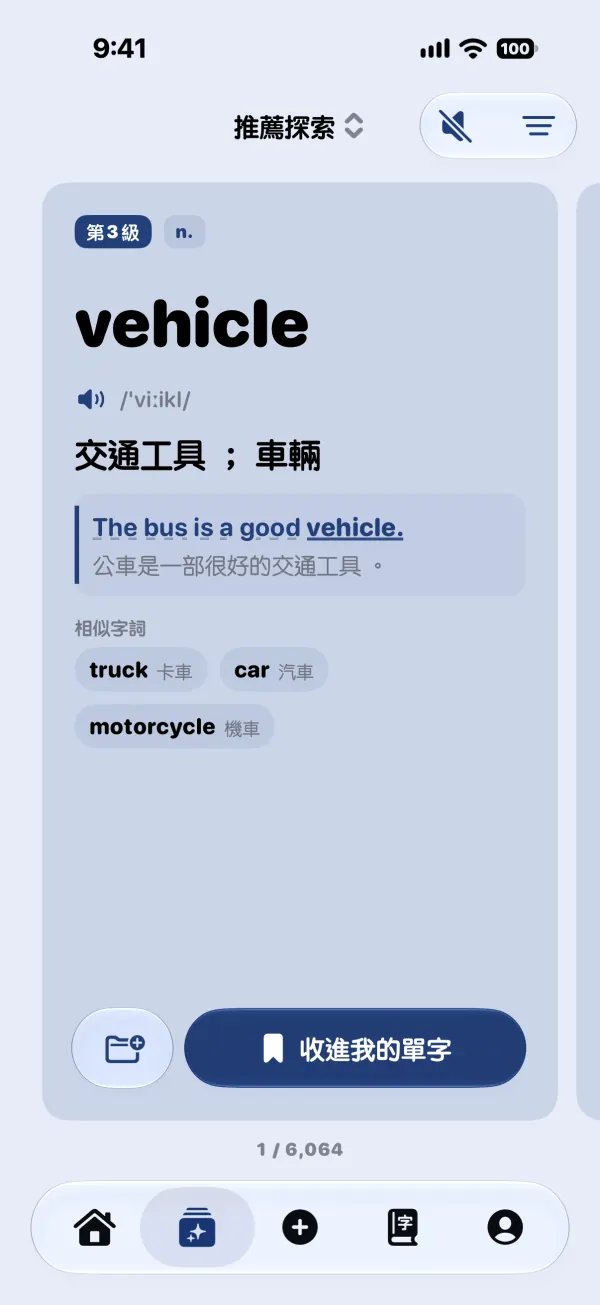 9:41
100
推薦探索
第3級 n.
vehicle
/ˈviːikl/
交通工具 ; 車輛
The bus is a good vehicle.
公車是一部很好的交通工具。
相似字詞
truck 卡車 car 汽車
motorcycle 機車
收進我的單字
1 / 6,064
字